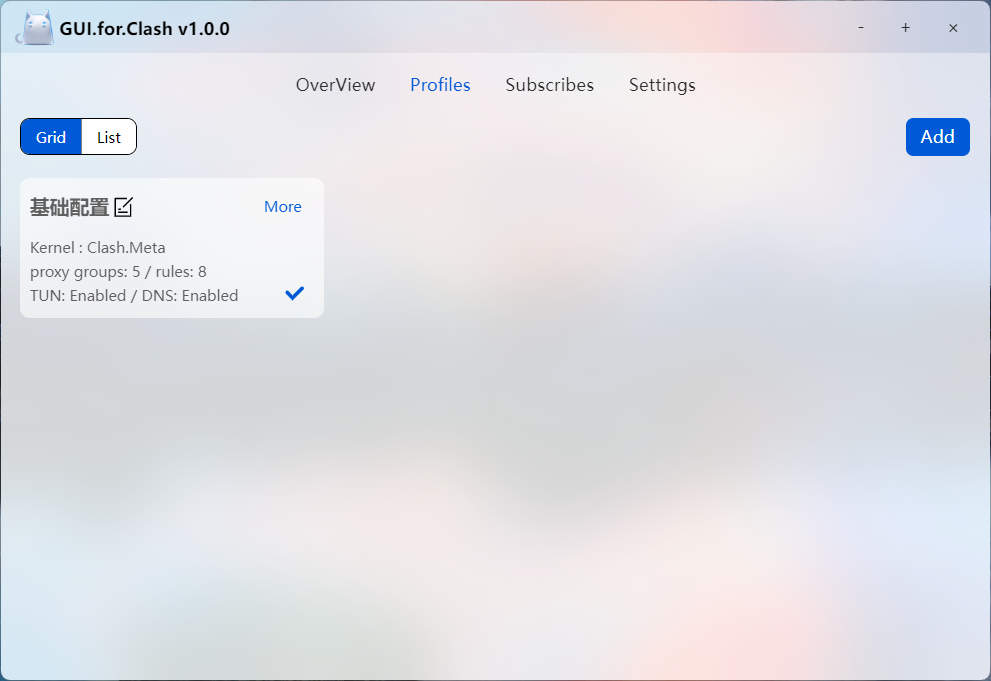 GUI.for.Clash v1.0.0
- + ×
OverView Profiles Subscribes Settings
Grid List Add
基础配置 More
Kernel : Clash.Meta
proxy groups: 5 / rules: 8
TUN: Enabled / DNS: Enabled